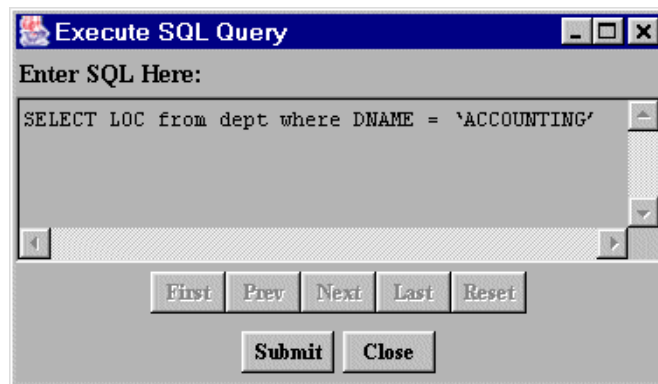 Execute SQL Query
Enter SQL Here:
SELECT LOC from dept where DNAME = ‘ACCOUNTING’
First Prev Next Last Reset
Submit Close